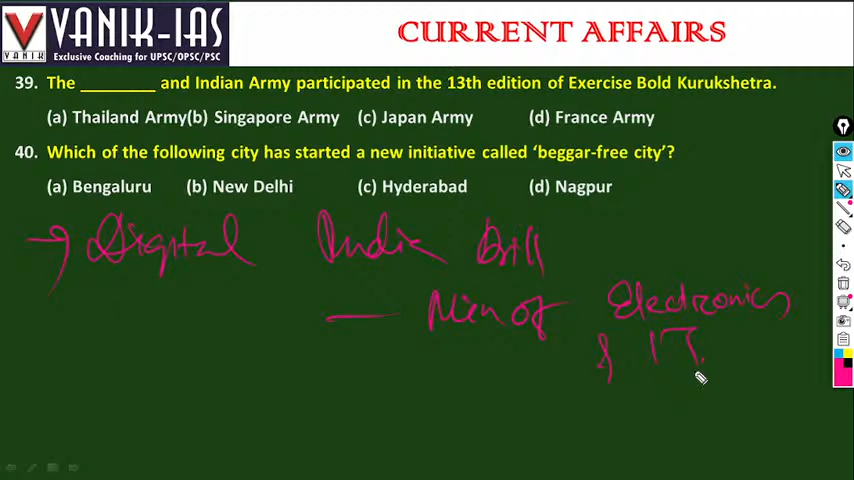 VANIK-IAS
Exclusive Coaching for UPSC/OPSC/PSC
VANIK
CURRENT AFFAIRS
39. The ________ and Indian Army participated in the 13th edition of Exercise Bold Kurukshetra.
(a) Thailand Army(b) Singapore Army (c) Japan Army (d) France Army
40. Which of the following city has started a new initiative called ‘beggar-free city’?
(a) Bengaluru (b) New Delhi (c) Hyderabad (d) Nagpur
→ Digital India Bill
— Min of Electronics
& IT.